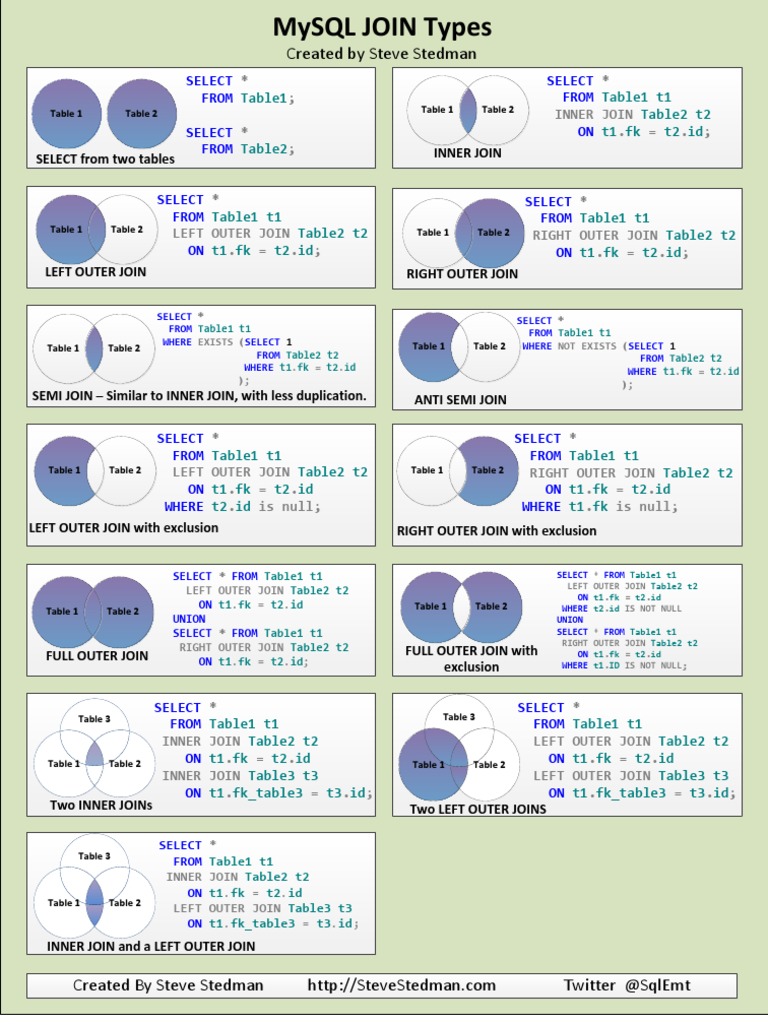 MySQL JOIN Types
Created by Steve Stedman
Table 1
Table 2
SELECT *
FROM Table1;
SELECT *
FROM Table2;
SELECT from two tables
Table 1
Table 2
SELECT *
FROM Table1 t1
INNER JOIN Table2 t2
ON t1.fk = t2.id;
INNER JOIN
Table 1
Table 2
SELECT *
FROM Table1 t1
LEFT OUTER JOIN Table2 t2
ON t1.fk = t2.id;
LEFT OUTER JOIN
Table 1
Table 2
SELECT *
FROM Table1 t1
RIGHT OUTER JOIN Table2 t2
ON t1.fk = t2.id;
RIGHT OUTER JOIN
Table 1
Table 2
SELECT *
FROM Table1 t1
WHERE EXISTS (SELECT 1
FROM Table2 t2
WHERE t1.fk = t2.id
);
SEMI JOIN – Similar to INNER JOIN, with less duplication.
Table 1
Table 2
SELECT *
FROM Table1 t1
WHERE NOT EXISTS (SELECT 1
FROM Table2 t2
WHERE t1.fk = t2.id
);
ANTI SEMI JOIN
Table 1
Table 2
SELECT *
FROM Table1 t1
LEFT OUTER JOIN Table2 t2
ON t1.fk = t2.id
WHERE t2.id is null;
LEFT OUTER JOIN with exclusion
Table 1
Table 2
SELECT *
FROM Table1 t1
RIGHT OUTER JOIN Table2 t2
ON t1.fk = t2.id
WHERE t1.fk is null;
RIGHT OUTER JOIN with exclusion
Table 1
Table 2
SELECT * FROM Table1 t1
LEFT OUTER JOIN Table2 t2
ON t1.fk = t2.id
UNION
SELECT * FROM Table1 t1
RIGHT OUTER JOIN Table2 t2
ON t1.fk = t2.id;
FULL OUTER JOIN
Table 1
Table 2
SELECT * FROM Table1 t1
LEFT OUTER JOIN Table2 t2
ON t1.fk = t2.id
WHERE t2.id IS NOT NULL
UNION
SELECT * FROM Table1 t1
RIGHT OUTER JOIN Table2 t2
ON t1.fk = t2.id
WHERE t1.ID IS NOT NULL;
FULL OUTER JOIN with
exclusion
Table 3
Table 1
Table 2
SELECT *
FROM Table1 t1
INNER JOIN Table2 t2
ON t1.fk = t2.id
INNER JOIN Table3 t3
ON t1.fk_table3 = t3.id;
Two INNER JOINs
Table 3
Table 1
Table 2
SELECT *
FROM Table1 t1
LEFT OUTER JOIN Table2 t2
ON t1.fk = t2.id
LEFT OUTER JOIN Table3 t3
ON t1.fk_table3 = t3.id;
Two LEFT OUTER JOINS
Table 3
Table 1
Table 2
SELECT *
FROM Table1 t1
INNER JOIN Table2 t2
ON t1.fk = t2.id
LEFT OUTER JOIN Table3 t3
ON t1.fk_table3 = t3.id;
INNER JOIN and a LEFT OUTER JOIN
Created By Steve Stedman http://SteveStedman.com Twitter @SqlEmt